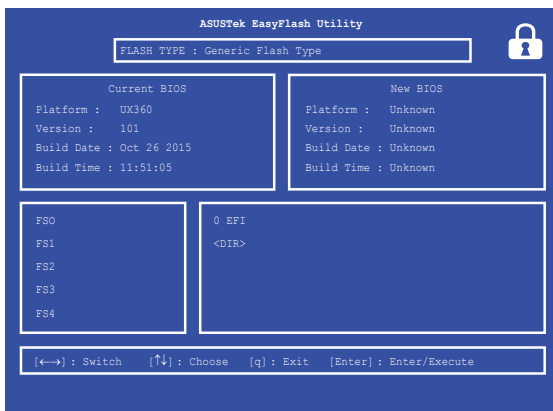 ASUSTek EasyFlash Utility
FLASH TYPE : Generic Flash Type
Current BIOS
Platform : UX360
Version : 101
Build Date : Oct 26 2015
Build Time : 11:51:05
New BIOS
Platform : Unknown
Version : Unknown
Build Date : Unknown
Build Time : Unknown
FSO
FS1
FS2
FS3
FS4
0 EFI
<DIR>
[←→] : Switch [↑↓] : Choose [q] : Exit [Enter] : Enter/Execute